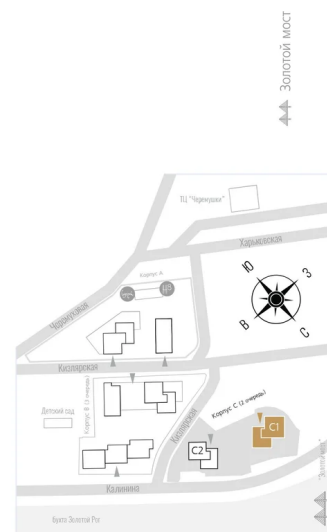 Золотой мост
ТЦ "Черемушки"
Харьковская
Корпус А
Ю
З
В
С
Черемуховая
Кизлярская
Корпус В (3 очередь)
Кизлярская
Корпус С (2 очередь)
Детский сад
С1
С2
Калинина
бухта Золотой Рог